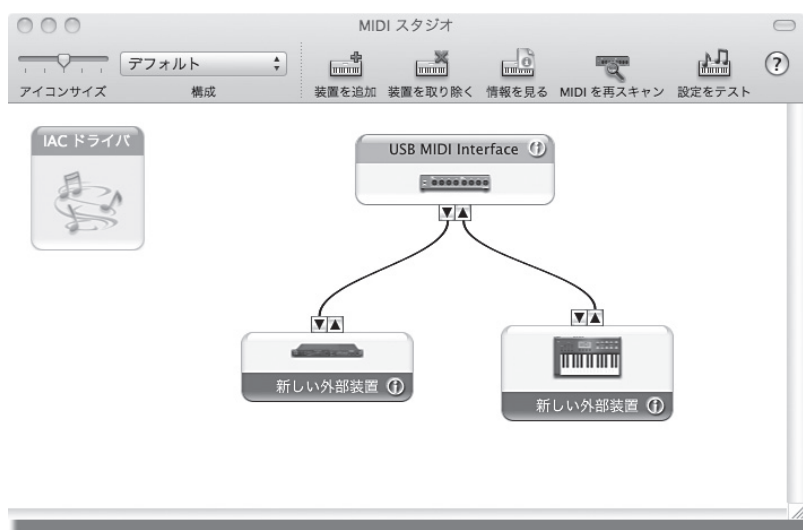 MIDI スタジオ
デフォルト
アイコンサイズ
構成
装置を追加
装置を取り除く
情報を見る
MIDI を再スキャン
設定をテスト
?
IAC ドライバ
USB MIDI Interface
新しい外部装置
新しい外部装置